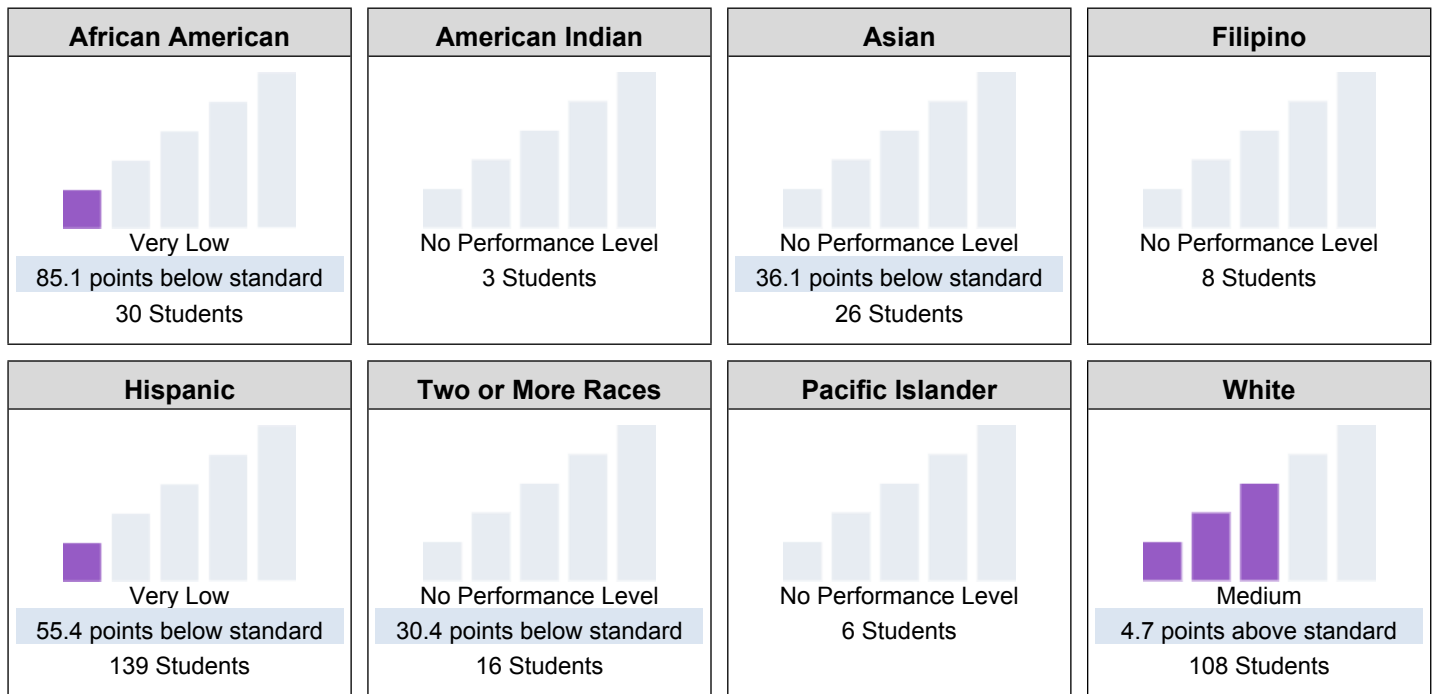 African American
Very Low
85.1 points below standard
30 Students
American Indian
No Performance Level
3 Students
Asian
No Performance Level
36.1 points below standard
26 Students
Filipino
No Performance Level
8 Students
Hispanic
Very Low
55.4 points below standard
139 Students
Two or More Races
No Performance Level
30.4 points below standard
16 Students
Pacific Islander
No Performance Level
6 Students
White
Medium
4.7 points above standard
108 Students